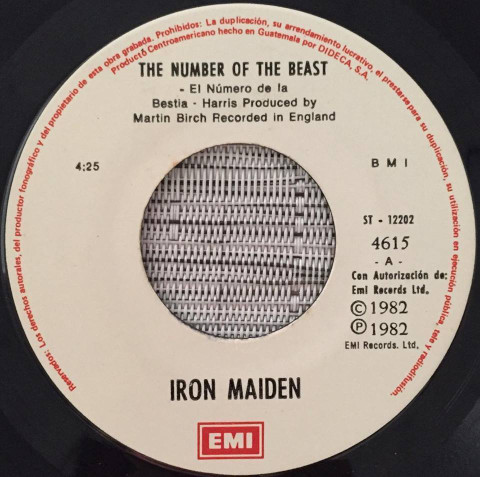 Reservados: Los derechos autorales, del productor fonográfico y del propietario de esta obra grabada. Prohibidos: La duplicación, su arrendamiento lucrativo, el prestarse para su duplicación, su utilización en ejecución pública, tele y radiodifusión.
Producto Centroamericano hecho en Guatemala por DIDECA, S.A.
THE NUMBER OF THE BEAST
- El Número de la
Bestia - Harris Produced by
Martin Birch Recorded in England
4:25
BMI
ST - 12202
4615
- A -
Con Autorización de:
Emi Records Ltd.
© 1982
℗ 1982
EMI Records. Ltd.
IRON MAIDEN
EMI